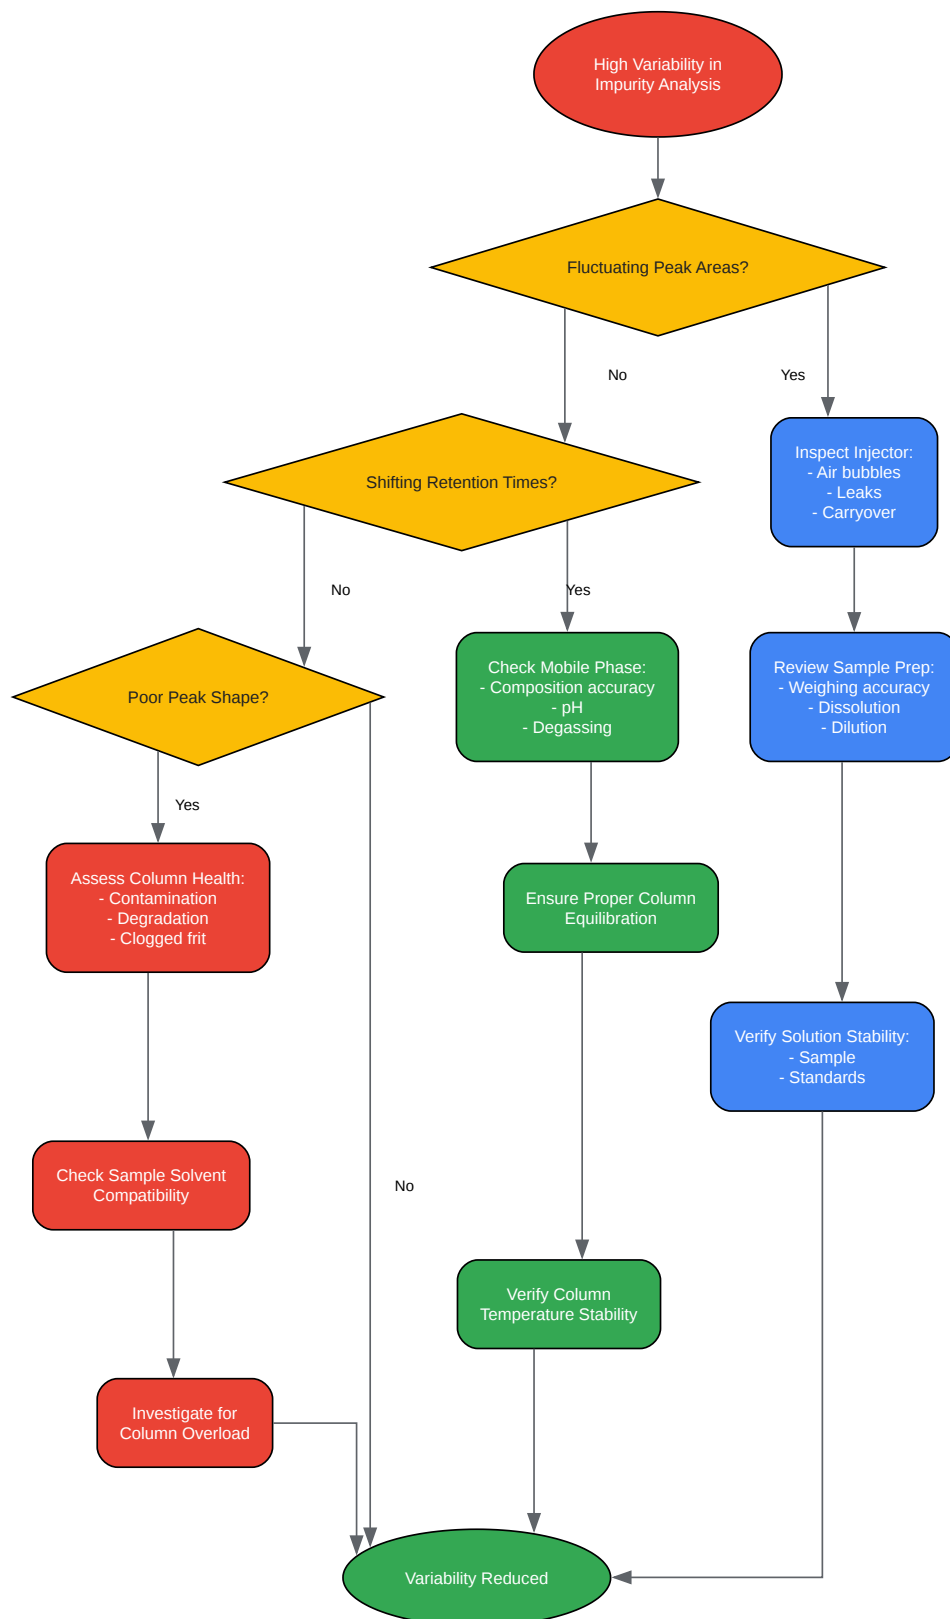 High Variability in
Impurity Analysis
Fluctuating Peak Areas?
No
Yes
Inspect Injector:
- Air bubbles
- Leaks
- Carryover
Shifting Retention Times?
No
Yes
Poor Peak Shape?
Check Mobile Phase:
- Composition accuracy
- pH
- Degassing
Review Sample Prep:
- Weighing accuracy
- Dissolution
- Dilution
Yes
Assess Column Health:
- Contamination
- Degradation
- Clogged frit
Ensure Proper Column
Equilibration
Verify Solution Stability:
- Sample
- Standards
Check Sample Solvent
Compatibility
No
Verify Column
Temperature Stability
Investigate for
Column Overload
Variability Reduced